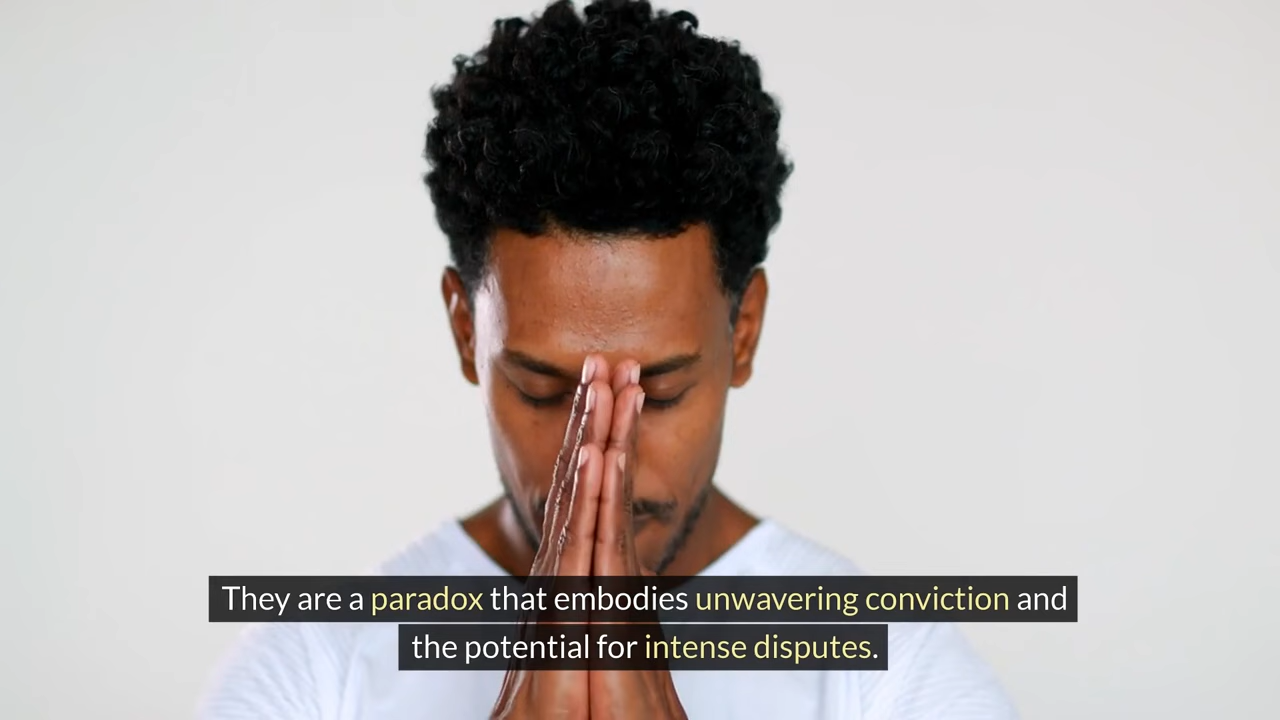 They are a paradox that embodies unwavering conviction and
the potential for intense disputes.